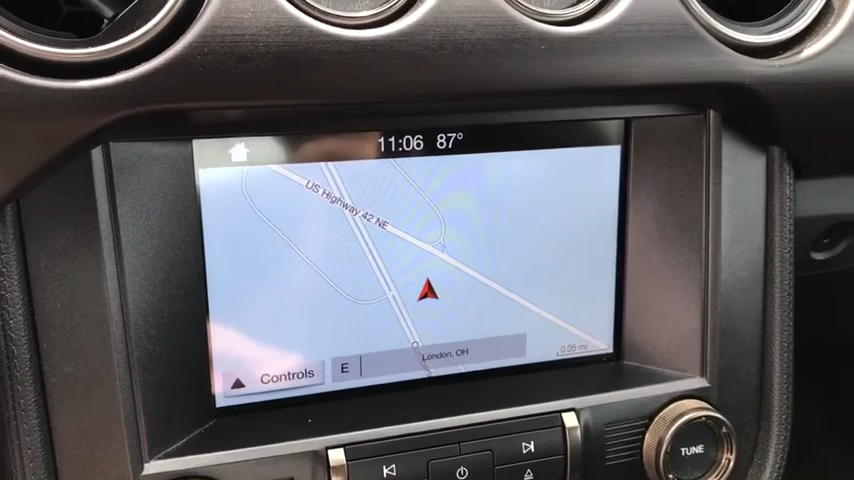 11:06 87°
US Highway 42 NE
London, OH
0.05 mi
E
Controls
TUNE